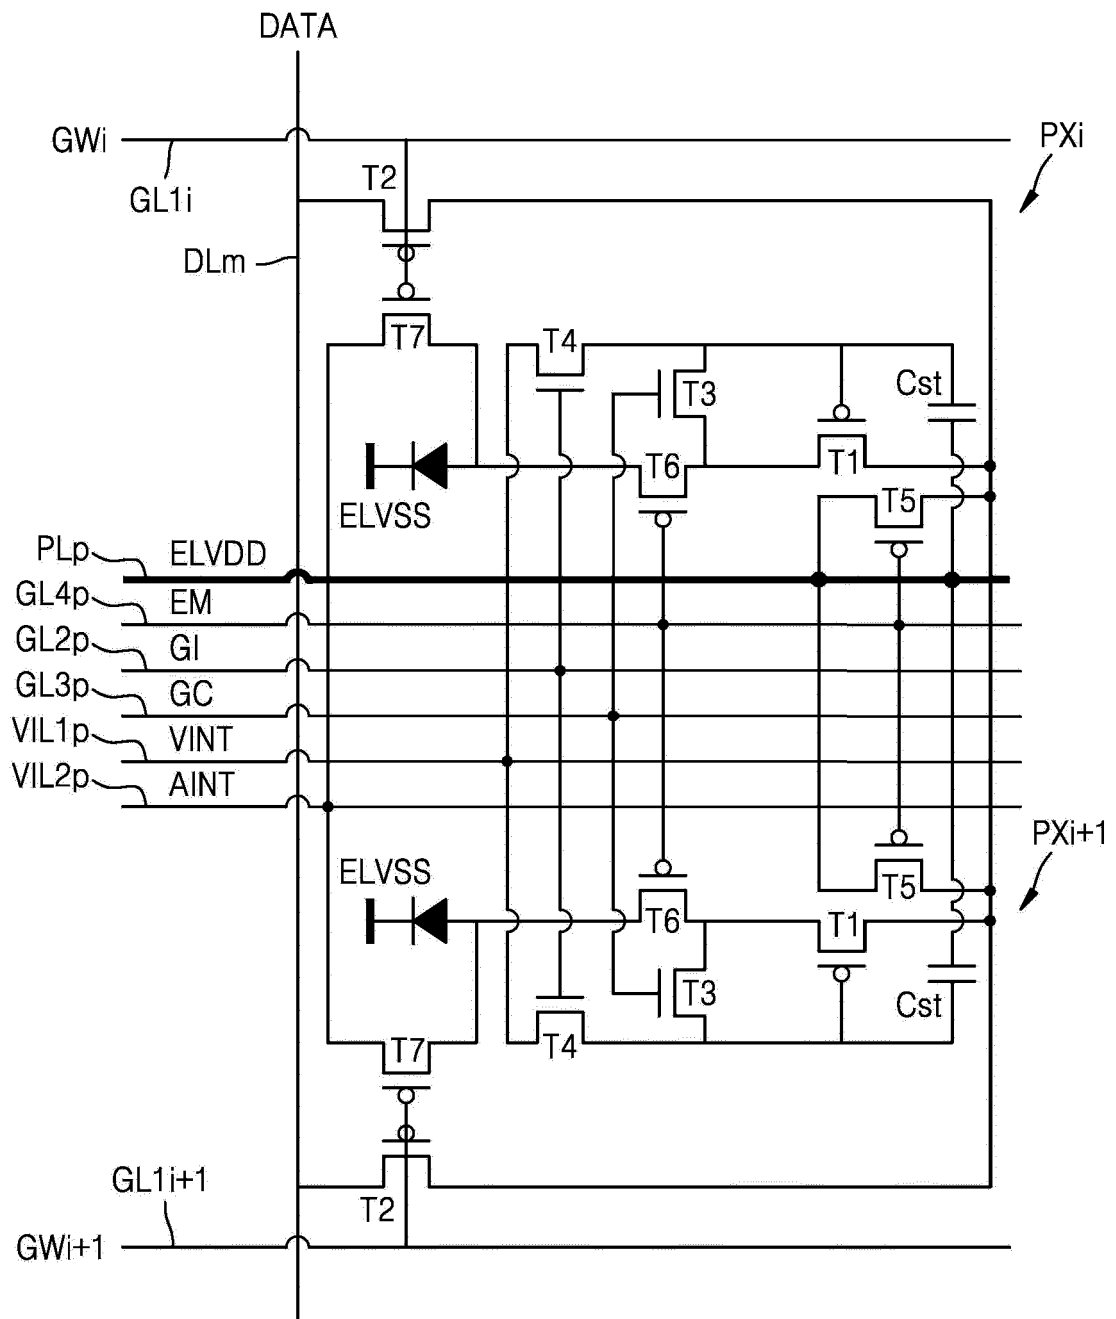 DATA
GWi
PXi
T2
GL1i
DLm
T7
T4
T3
Cst
T6
T1
ELVSS
T5
PLp
ELVDD
GL4p
EM
GL2p
GI
GL3p
GC
VIL1p
VINT
VIL2p
AINT
PXi+1
ELVSS
T5
T6
T1
T3
Cst
T7
T4
GL1i+1
T2
GWi+1